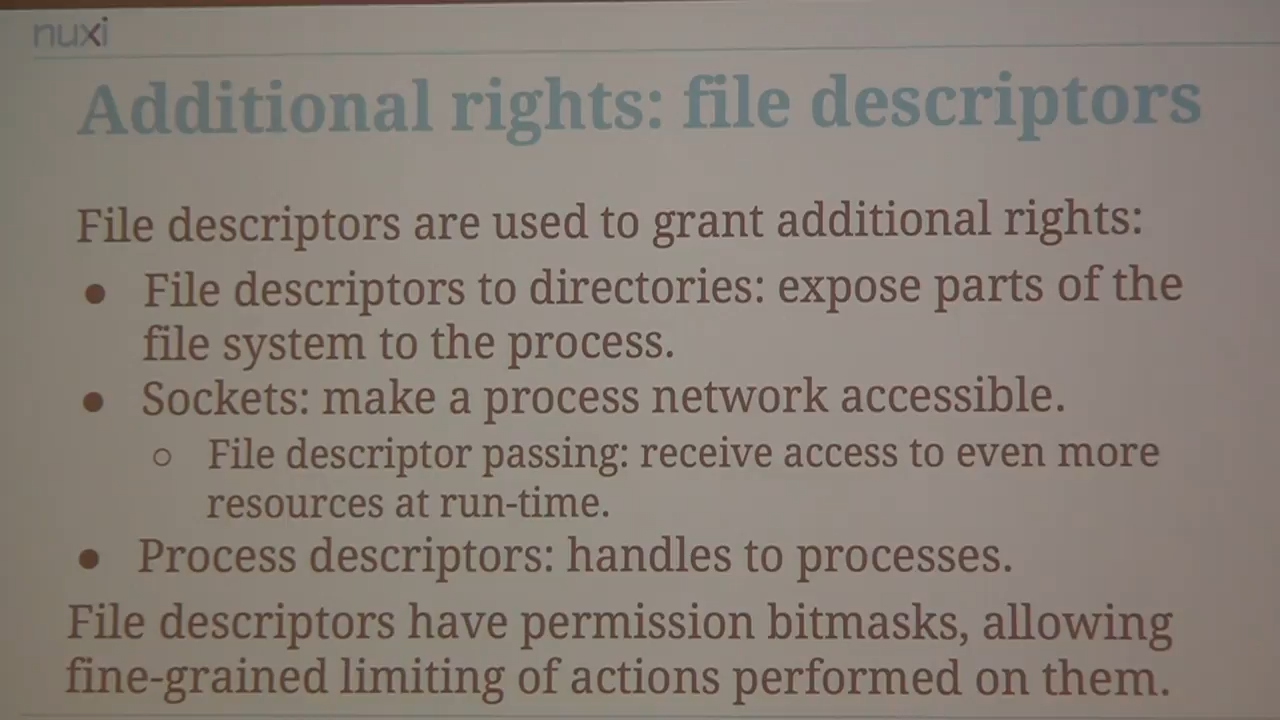 nuxi
Additional rights: file descriptors
File descriptors are used to grant additional rights:
● File descriptors to directories: expose parts of the
file system to the process.
● Sockets: make a process network accessible.
○ File descriptor passing: receive access to even more
resources at run-time.
● Process descriptors: handles to processes.
File descriptors have permission bitmasks, allowing
fine-grained limiting of actions performed on them.